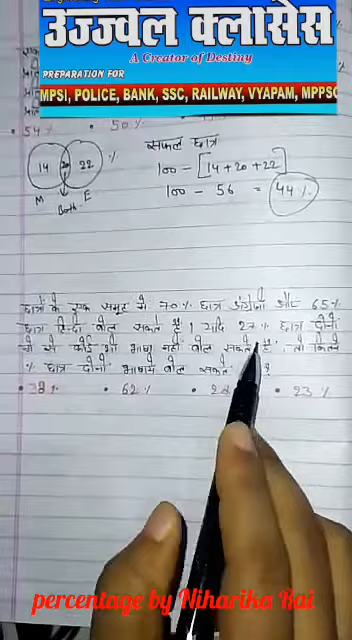 उज्ज्वल क्लासेस
A Creator of Destiny
PREPARATION FOR
MPSI, POLICE, BANK, SSC, RAILWAY, VYAPAM, MPPSC
• 54% • 50%
सफल छात्र
14 20 22 %
100 - [14+20+22]
M E
Both
100 - 56 = 44%
छात्रों के एक समूह में 70% छात्र अंग्रेजी और 65%
छात्र हिन्दी बोल सकते हैं। यदि 27% छात्र दोनों
में से कोई भी भाषा नहीं बोल सकते हैं, तो कितने
% छात्र दोनों भाषायें बोल सकते ?
• 38% • 62% • 28 • 23%
percentage by Niharika Rai